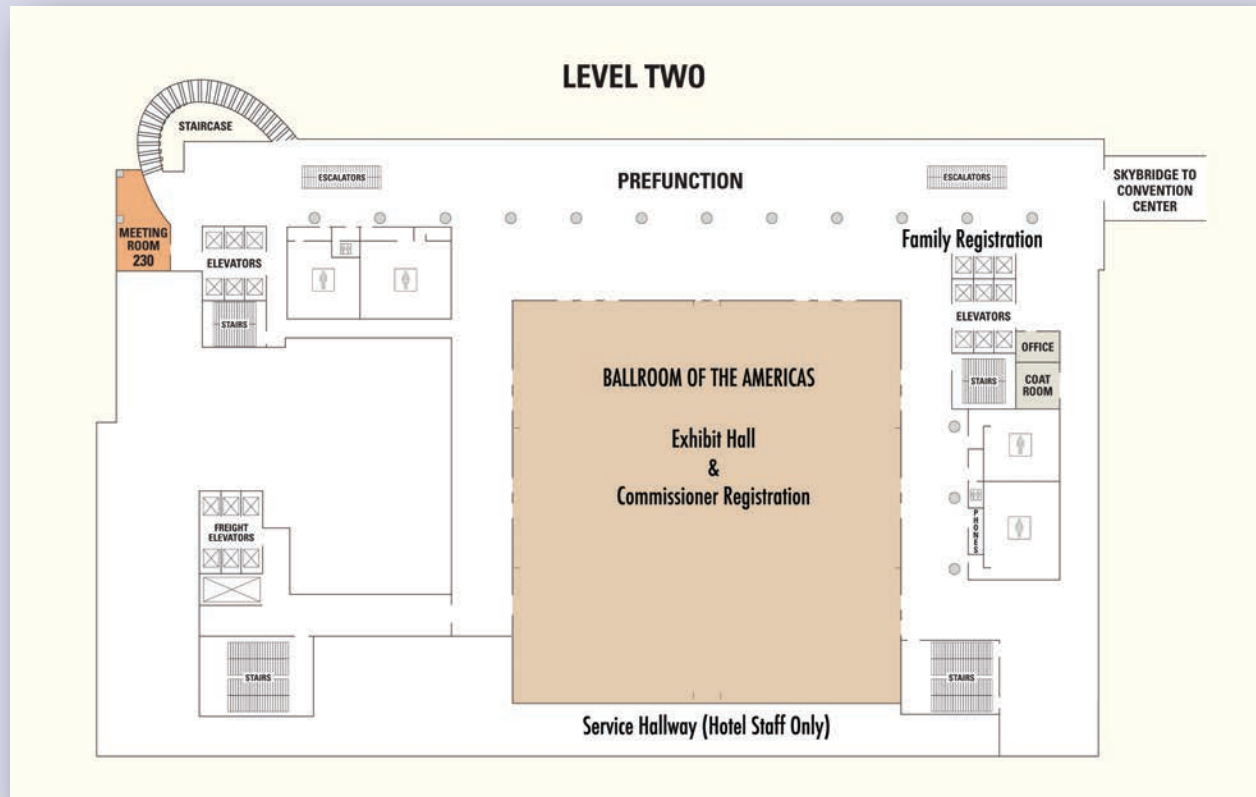 LEVEL TWO
STAIRCASE
ESCALATORS
PREFUNCTION
ESCALATORS
SKYBRIDGE TO
CONVENTION
CENTER
MEETING
ROOM
230
ELEVATORS
Family Registration
STAIRS
ELEVATORS
OFFICE
COAT
ROOM
STAIRS
BALLROOM OF THE AMERICAS
Exhibit Hall
&
Commissioner Registration
FREIGHT
ELEVATORS
PHONES
STAIRS
STAIRS
Service Hallway (Hotel Staff Only)